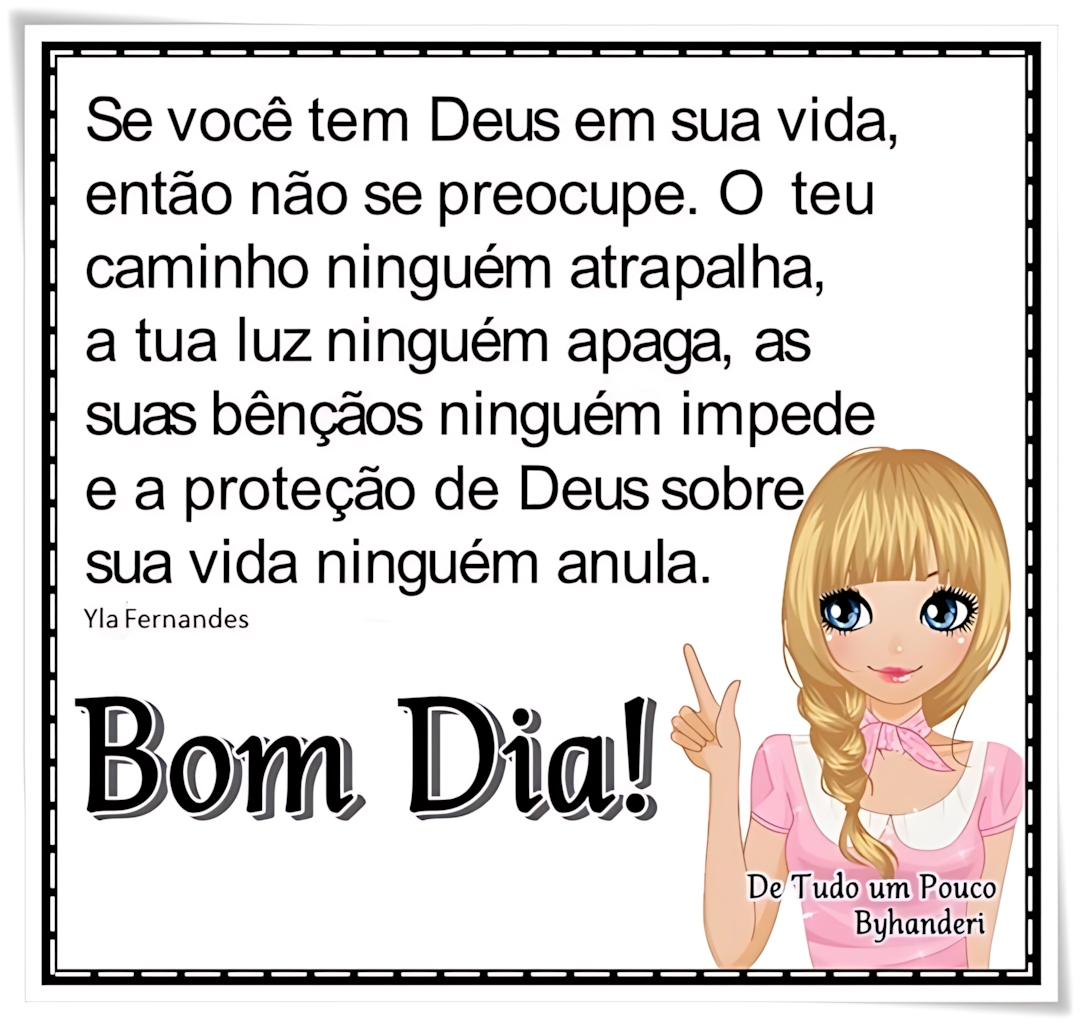 Se você tem Deus em sua vida,
então não se preocupe. O teu
caminho ninguém atrapalha,
a tua luz ninguém apaga, as
suas bênçãos ninguém impede
e a proteção de Deus sobre
sua vida ninguém anula.
Yla Fernandes
Bom Dia!
De Tudo um Pouco
Byhanderi